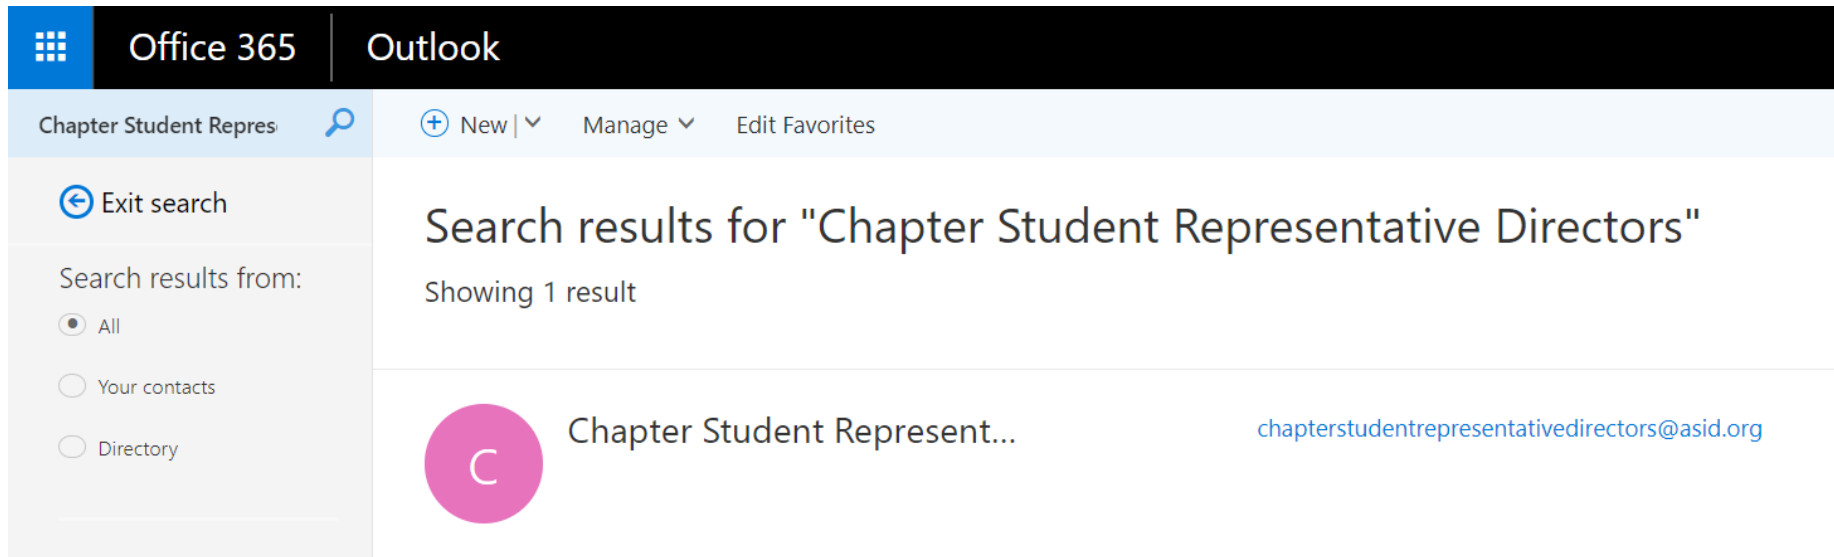 Office 365 Outlook
Chapter Student Repres
New Manage Edit Favorites
Exit search
Search results from:
All
Your contacts
Directory
Search results for "Chapter Student Representative Directors"
Showing 1 result
C
Chapter Student Represent...
chapterstudentrepresentativedirectors@asid.org